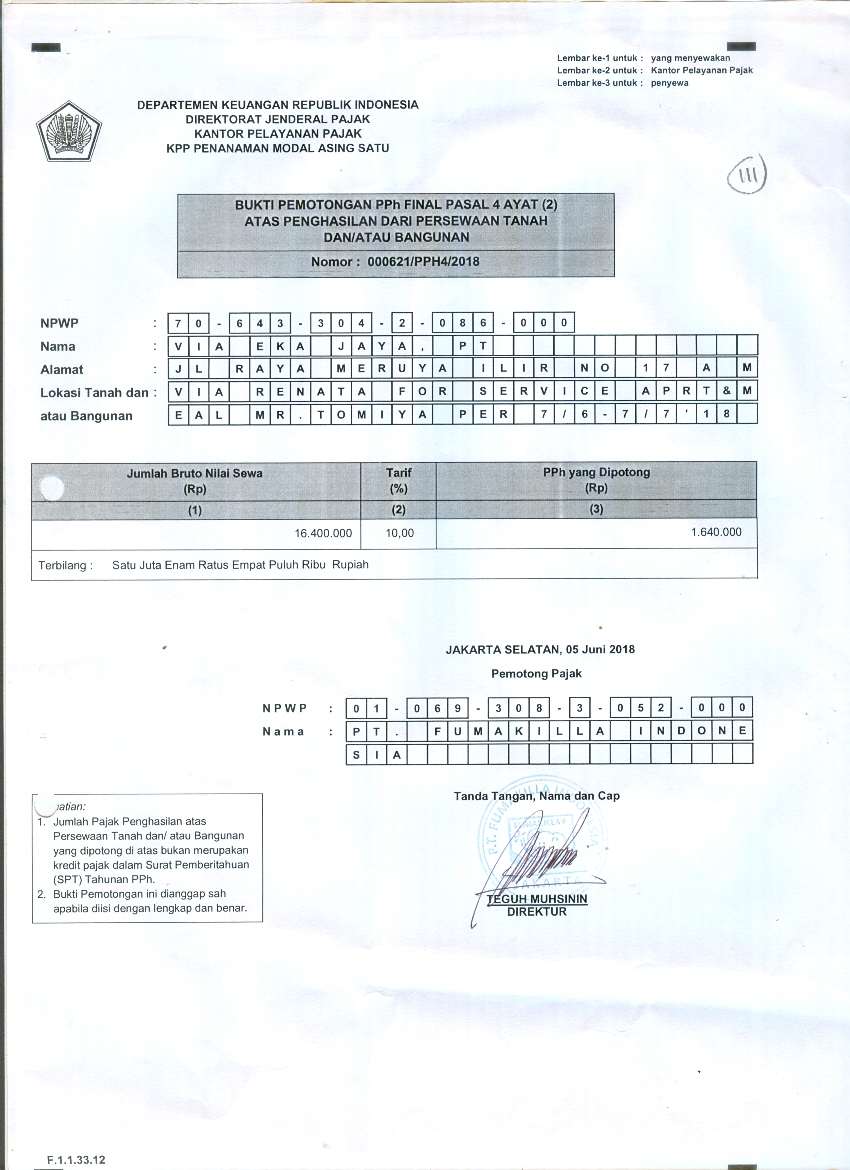 Lembar ke-1 untuk : yang menyewakan
Lembar ke-2 untuk : Kantor Pelayanan Pajak
Lembar ke-3 untuk : penyewa
DEPARTEMEN KEUANGAN REPUBLIK INDONESIA
DIREKTORAT JENDERAL PAJAK
KANTOR PELAYANAN PAJAK
KPP PENANAMAN MODAL ASING SATU
III
BUKTI PEMOTONGAN PPh FINAL PASAL 4 AYAT (2)
ATAS PENGHASILAN DARI PERSEWAAN TANAH
DAN/ATAU BANGUNAN
Nomor : 000621/PPH4/2018
NPWP : 70-643-304-2-086-000
Nama : VIA EKA JAYA, PT
Alamat : JL RAYA MERUYA ILIR NO 17 A M
Lokasi Tanah dan : VIA RENATA FOR SERVICE APRT&M
atau Bangunan EAL MR.TOMIYA PER 7/6-7/7'18
Jumlah Bruto Nilai Sewa (Rp) Tarif (%) PPh yang Dipotong (Rp)
(1) (2) (3)
16.400.000 10,00 1.640.000
Terbilang : Satu Juta Enam Ratus Empat Puluh Ribu Rupiah
JAKARTA SELATAN, 05 Juni 2018
Pemotong Pajak
NPWP : 01-069-308-3-052-000
Nama : PT. FUMAKILLA INDONE
SIA
Tanda Tangan, Nama dan Cap
P.T. FUMAKILLA INDONESIA
JAKARTA
TEGUH MUHSININ
DIREKTUR
1. Jumlah Pajak Penghasilan atas
Persewaan Tanah dan/ atau Bangunan
yang dipotong di atas bukan merupakan
kredit pajak dalam Surat Pemberitahuan
(SPT) Tahunan PPh.
2. Bukti Pemotongan ini dianggap sah
apabila diisi dengan lengkap dan benar.
F.1.1.33.12